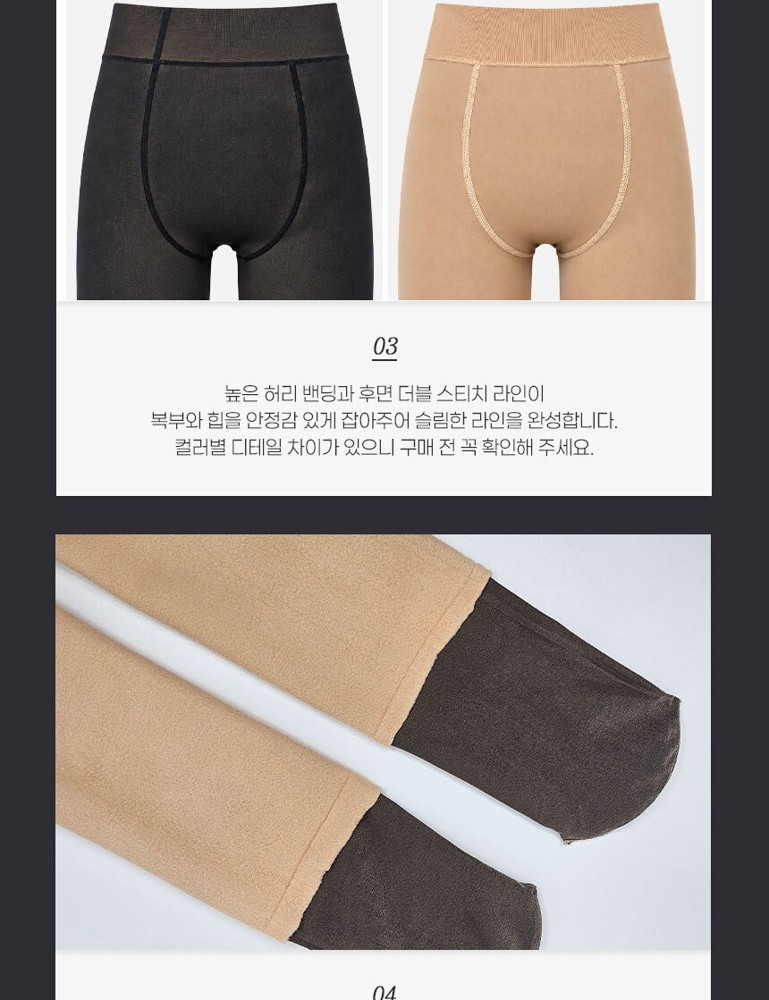 03
높은 허리 밴딩과 후면 더블 스티치 라인이
복부와 힙을 안정감 있게 잡아주어 슬림한 라인을 완성합니다.
컬러별 디테일 차이가 있으니 구매 전 꼭 확인해 주세요.
04